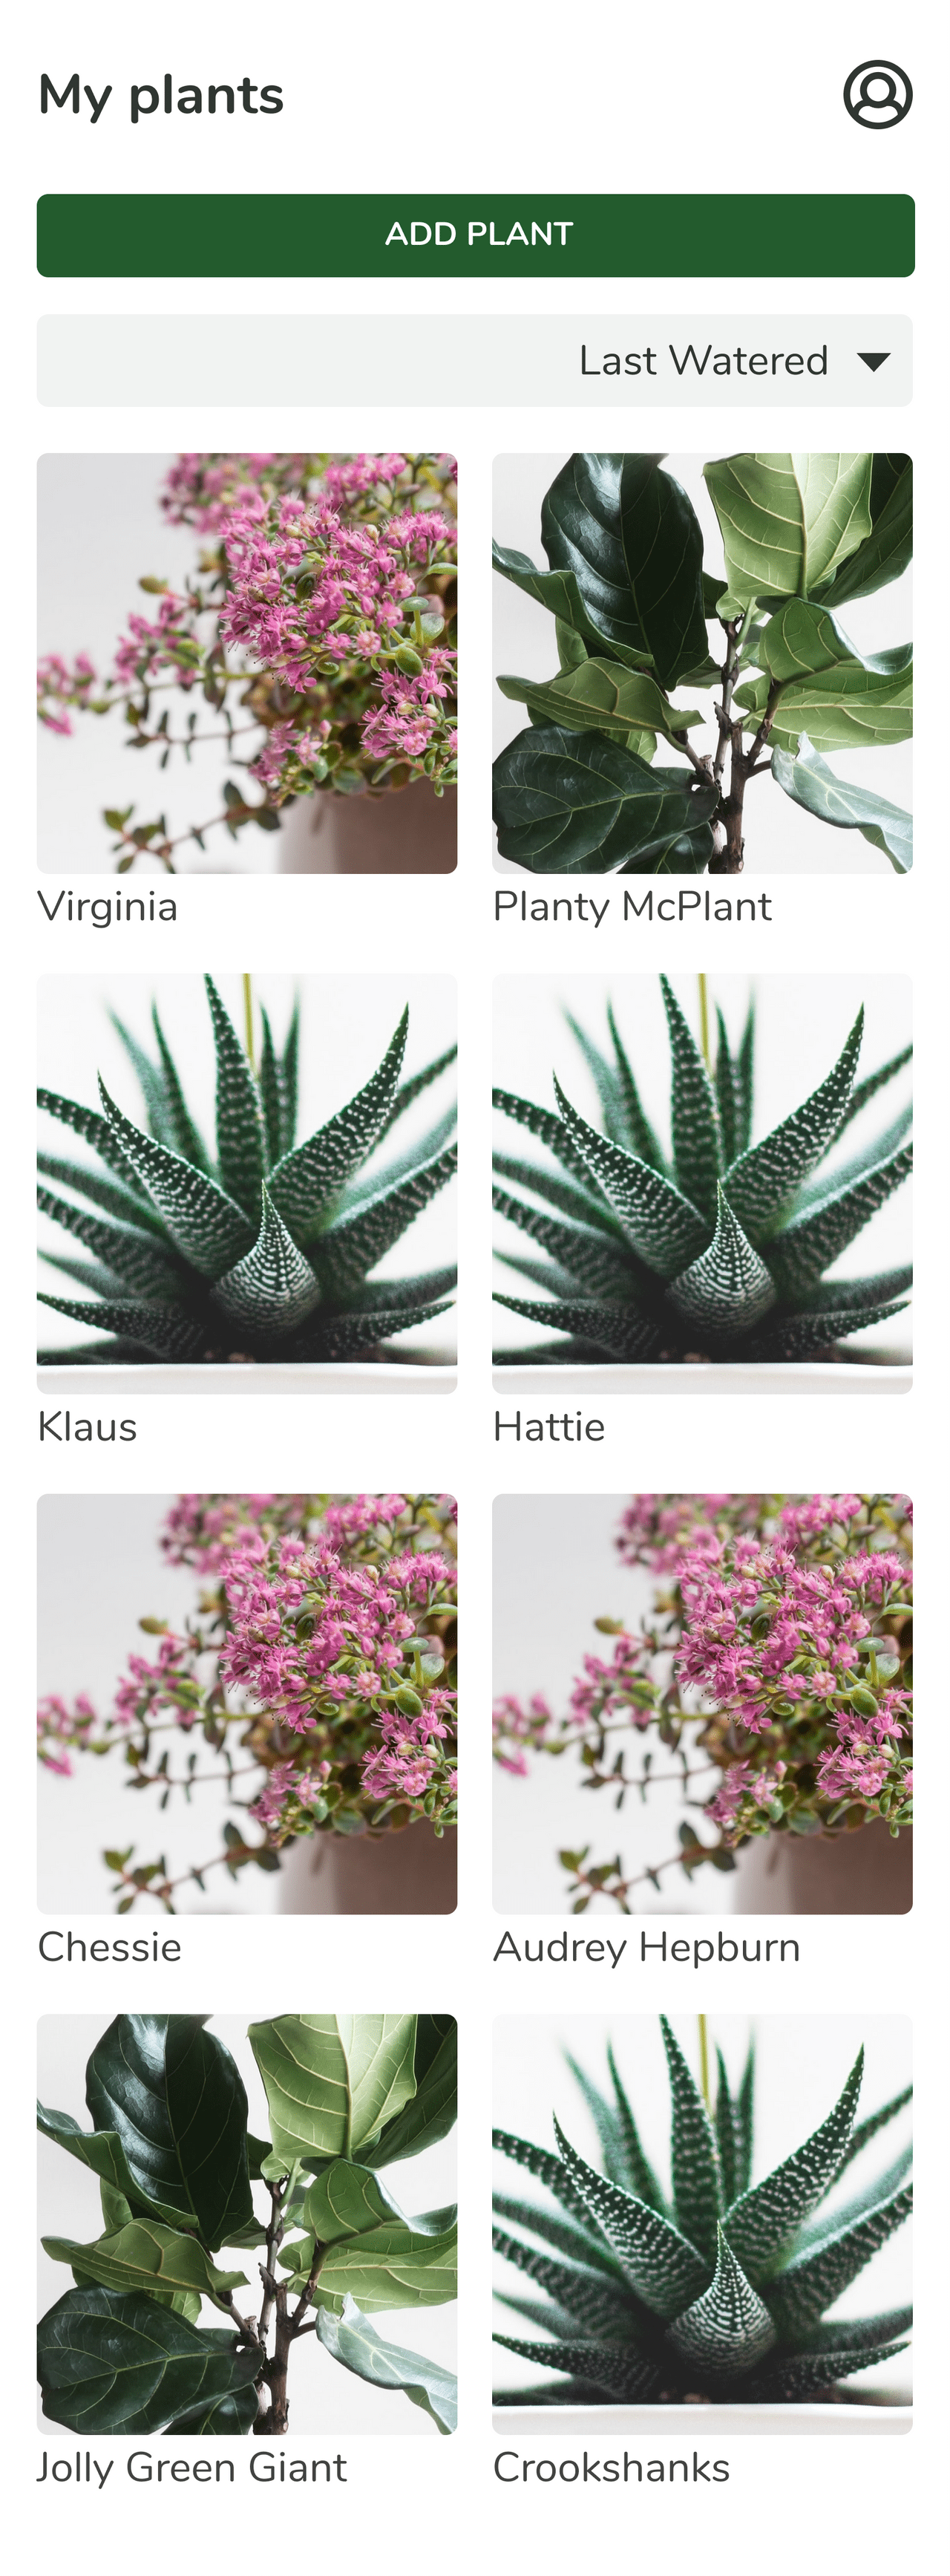 My plants
ADD PLANT
Last Watered
Virginia
Planty McPlant
Klaus
Hattie
Chessie
Audrey Hepburn
Jolly Green Giant
Crookshanks